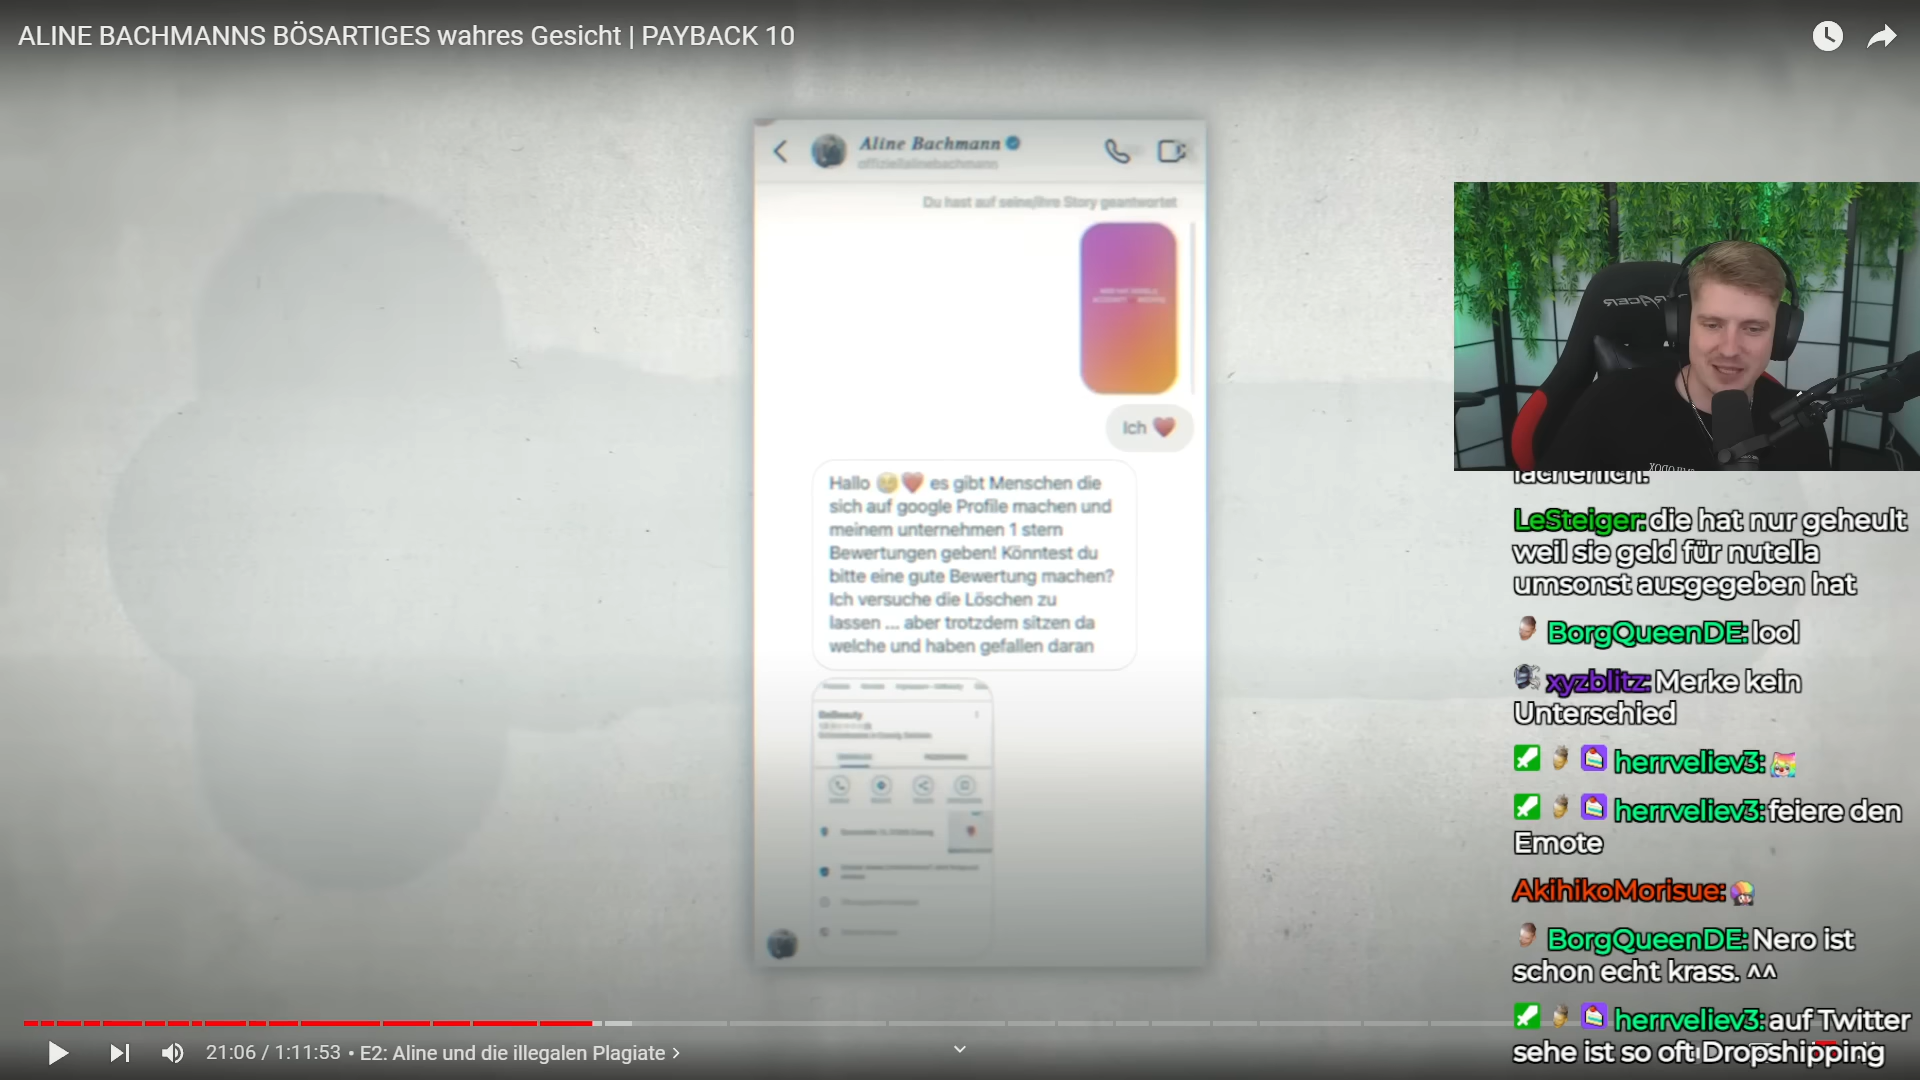 ALINE BACHMANNS BÖSARTIGES wahres Gesicht | PAYBACK 10
Aline Bachmann
offiziellalinebachmann
Du hast auf seine/ihre Story geantwortet
Ich ❤️
Hallo 😊❤️ es gibt Menschen die
sich auf google Profile machen und
meinem unternehmen 1 stern
Bewertungen geben! Könntest du
bitte eine gute Bewertung machen?
Ich versuche die Löschen zu
lassen ... aber trotzdem sitzen da
welche und haben gefallen daran
lächerlich.
LeSteiger: die hat nur geheult
weil sie geld für nutella
umsonst ausgegeben hat
BorgQueenDE: lool
xyzblitz: Merke kein
Unterschied
herrveliev3:
herrveliev3: feiere den
Emote
AkihikoMorisue:
BorgQueenDE: Nero ist
schon echt krass. ^^
herrveliev3: auf Twitter
sehe ist so oft Dropshipping
21:06 / 1:11:53 • E2: Aline und die illegalen Plagiate